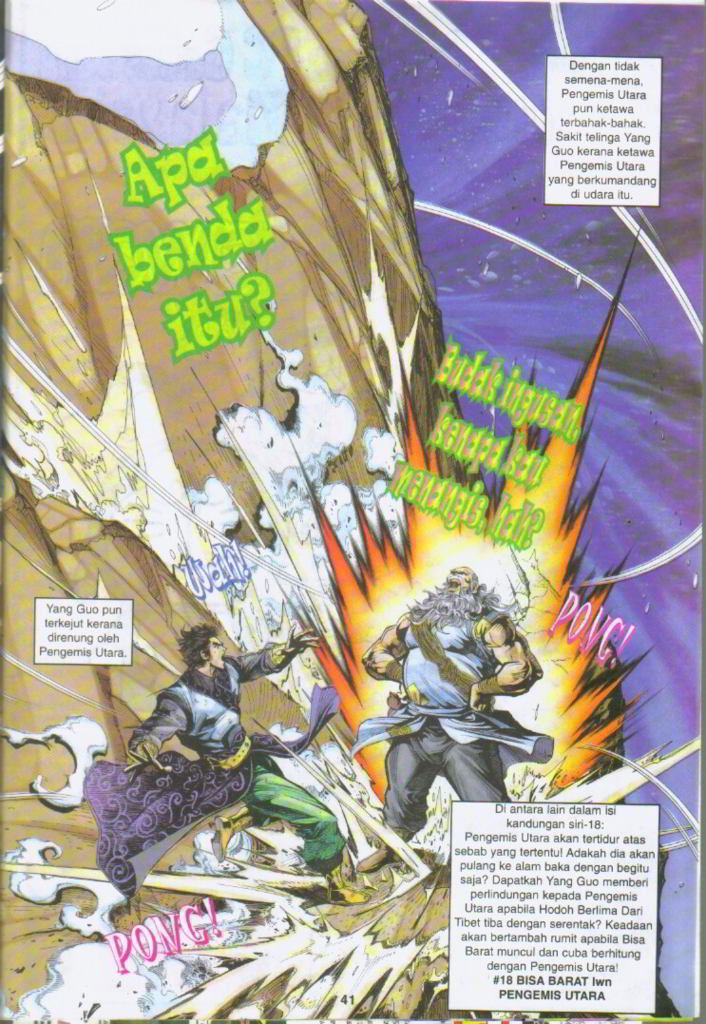 Dengan tidak
semena-mena,
Pengemis Utara
pun ketawa
terbahak-bahak.
Sakit telinga Yang
Guo kerana ketawa
Pengemis Utara
yang berkumandang
di udara itu.
Apa
benda
itu?
Budak ingusan,
kenapa kau
menangis, hah?
Wah!
Yang Guo pun
terkejut kerana
direnung oleh
Pengemis Utara.
PONG!
PONG!
Di antara lain dalam isi
kandungan siri-18:
Pengemis Utara akan tertidur atas
sebab yang tertentu! Adakah dia akan
pulang ke alam baka dengan begitu
saja? Dapatkah Yang Guo memberi
perlindungan kepada Pengemis
Utara apabila Hodoh Berlima Dari
Tibet tiba dengan serentak? Keadaan
akan bertambah rumit apabila Bisa
Barat muncul dan cuba berhitung
dengan Pengemis Utara!
#18 BISA BARAT lwn
PENGEMIS UTARA
41